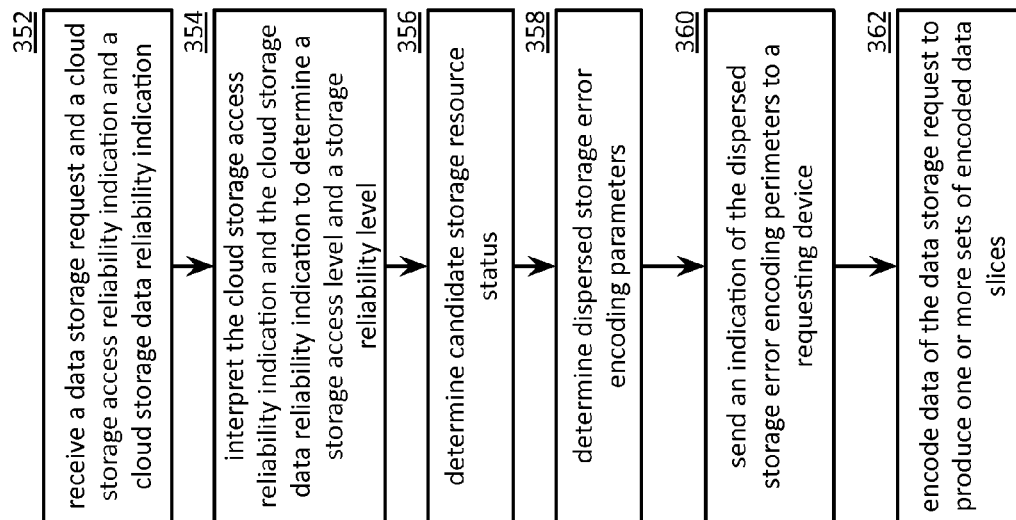 352
receive a data storage request and a cloud
storage access reliability indication and a
cloud storage data reliability indication
354
interpret the cloud storage access
reliability indication and the cloud storage
data reliability indication to determine a
storage access level and a storage
reliability level
356
determine candidate storage resource
status
358
determine dispersed storage error
encoding parameters
360
send an indication of the dispersed
storage error encoding perimeters to a
requesting device
362
encode data of the data storage request to
produce one or more sets of encoded data
slices